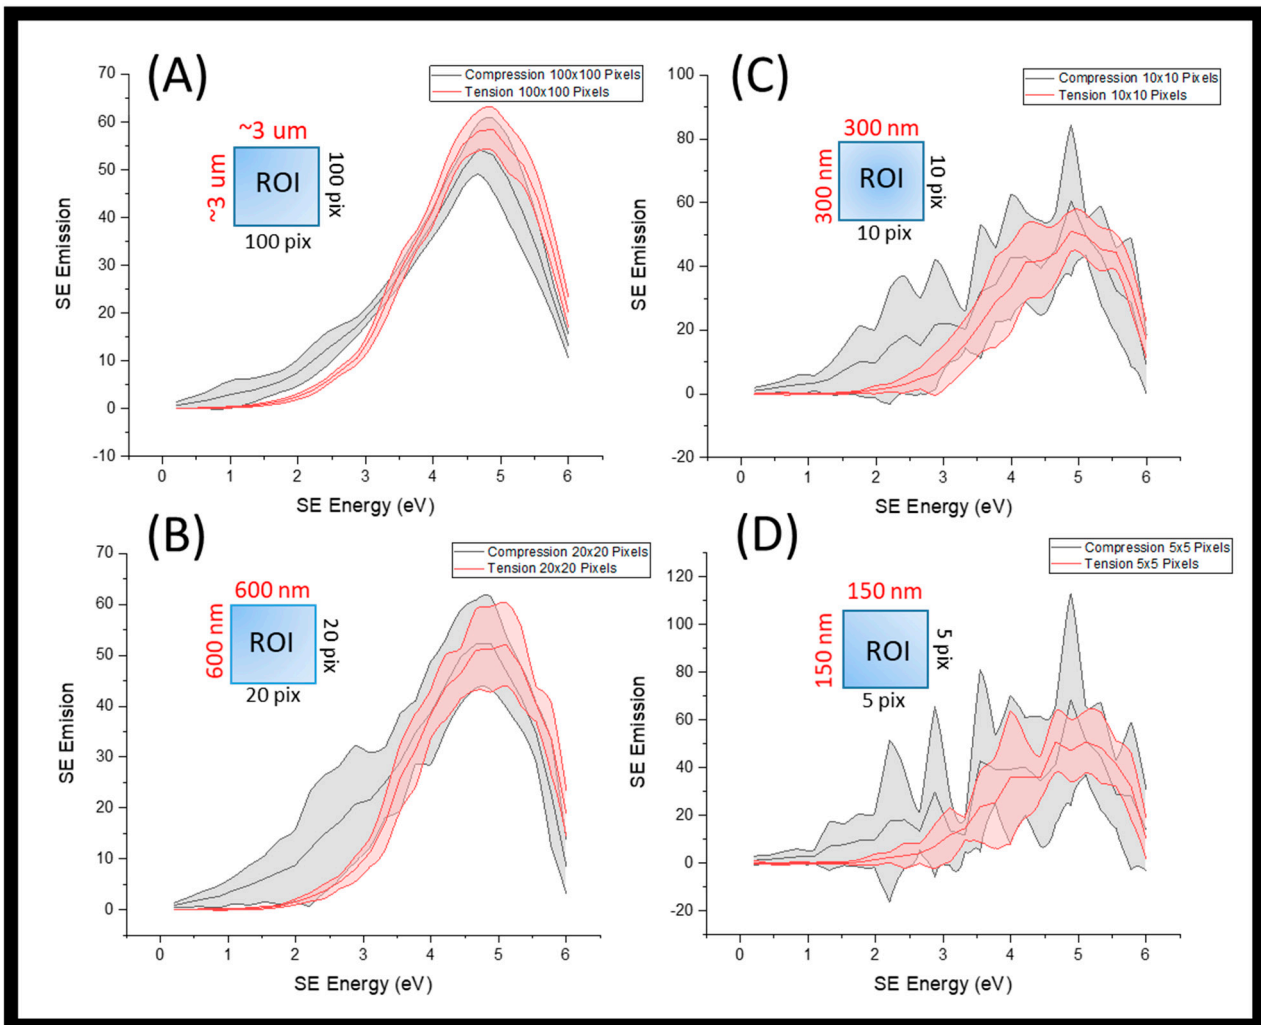 (A)
Compression 100x100 Pixels
Tension 100x100 Pixels
~3 um
~3 um
ROI
100 pix
100 pix
SE Emission
70
60
50
40
30
20
10
0
-10
0 1 2 3 4 5 6
SE Energy (eV)
(C)
Compression 10x10 Pixels
Tension 10x10 Pixels
300 nm
300 nm
ROI
10 pix
10 pix
SE Emission
100
80
60
40
20
0
-20
0 1 2 3 4 5 6
SE Energy (eV)
(B)
Compression 20x20 Pixels
Tension 20x20 Pixels
600 nm
600 nm
ROI
20 pix
20 pix
SE Emission
70
60
50
40
30
20
10
0
0 1 2 3 4 5 6
SE Energy (eV)
(D)
Compression 5x5 Pixels
Tension 5x5 Pixels
150 nm
150 nm
ROI
5 pix
5 pix
SE Emission
120
100
80
60
40
20
0
-20
0 1 2 3 4 5 6
SE Energy (eV)